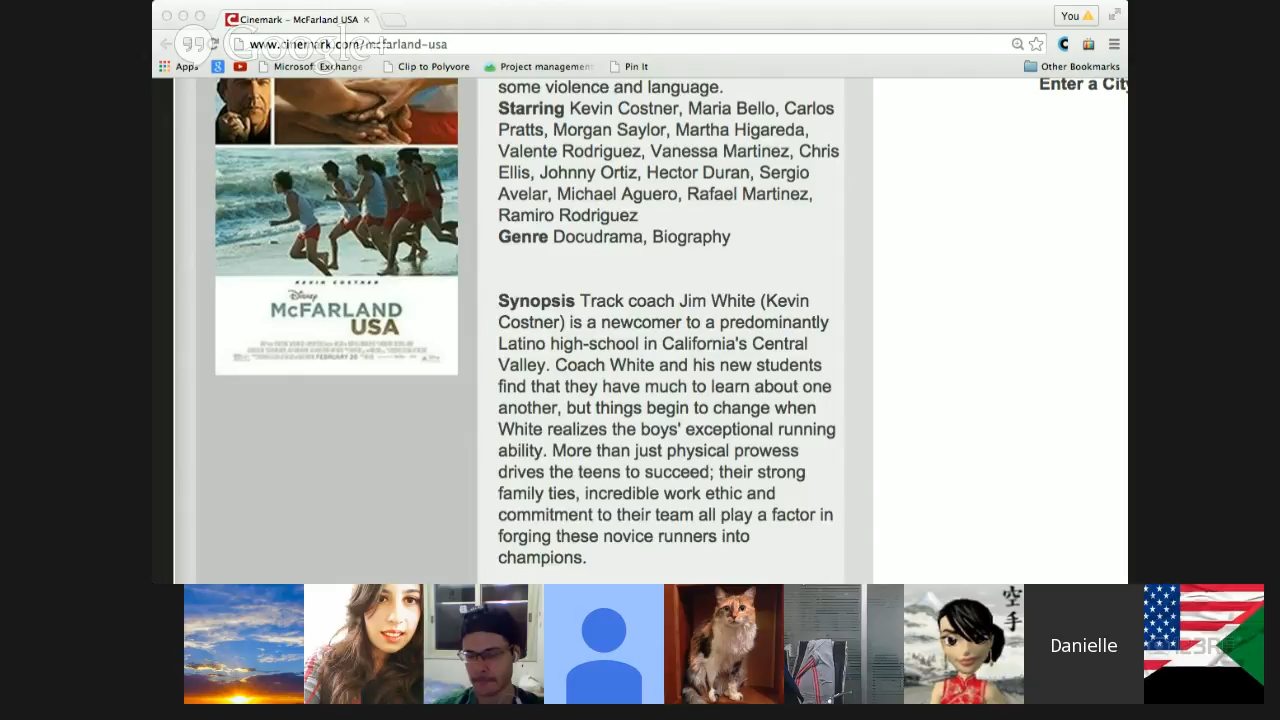 Cinemark – McFarland USA
You
www.cinemark.com/mcfarland-usa
Google+
Apps
Microsoft Exchange
Clip to Polyvore
Project management
Pin It
Other Bookmarks
some violence and language.
Enter a City
Starring Kevin Costner, Maria Bello, Carlos
Pratts, Morgan Saylor, Martha Higareda,
Valente Rodriguez, Vanessa Martinez, Chris
Ellis, Johnny Ortiz, Hector Duran, Sergio
Avelar, Michael Aguero, Rafael Martinez,
Ramiro Rodriguez
Genre Docudrama, Biography
KEVIN COSTNER
Disney
McFARLAND
USA
FEBRUARY 20
Synopsis Track coach Jim White (Kevin
Costner) is a newcomer to a predominantly
Latino high-school in California's Central
Valley. Coach White and his new students
find that they have much to learn about one
another, but things begin to change when
White realizes the boys' exceptional running
ability. More than just physical prowess
drives the teens to succeed; their strong
family ties, incredible work ethic and
commitment to their team all play a factor in
forging these novice runners into
champions.
空
手
Danielle